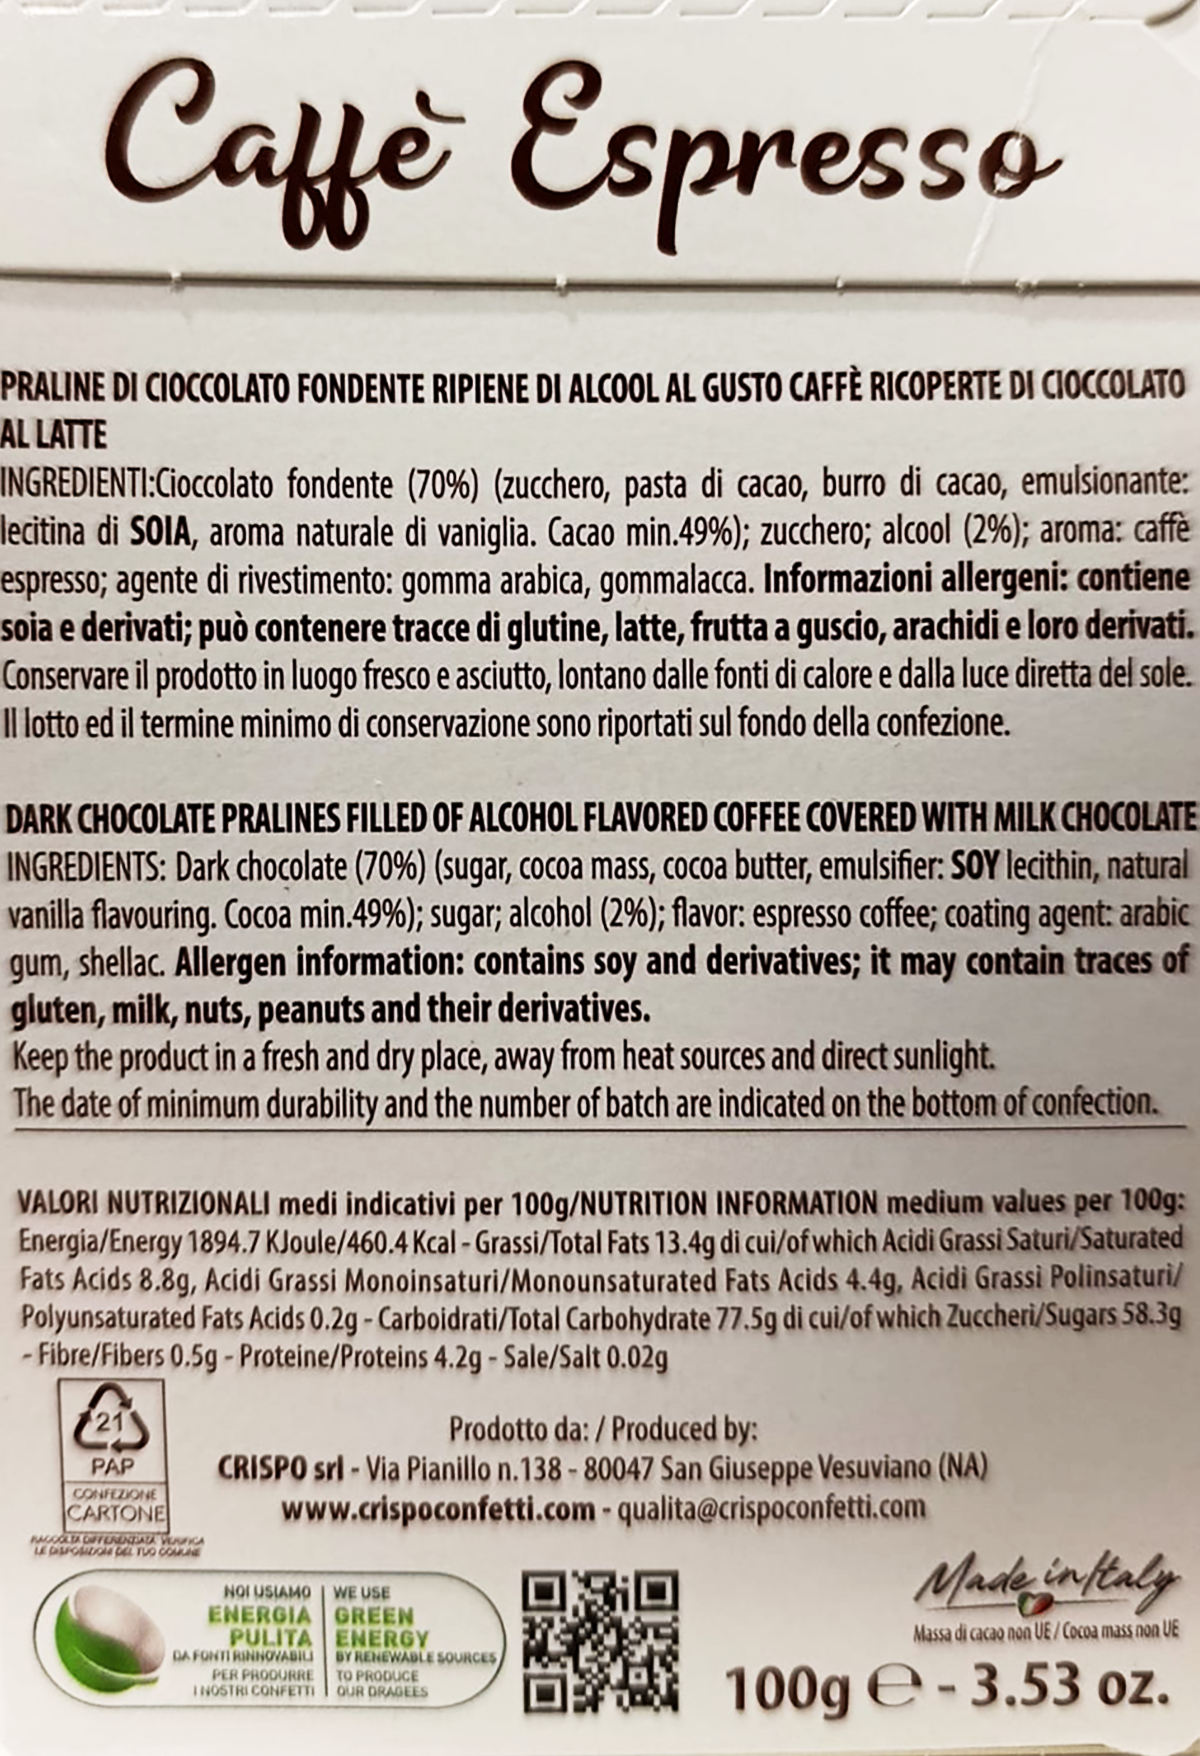 Caffè Espresso
PRALINE DI CIOCCOLATO FONDENTE RIPIENE DI ALCOOL AL GUSTO CAFFÈ RICOPERTE DI CIOCCOLATO
AL LATTE
INGREDIENTI:Cioccolato fondente (70%) (zucchero, pasta di cacao, burro di cacao, emulsionante:
lecitina di SOIA, aroma naturale di vaniglia. Cacao min.49%); zucchero; alcool (2%); aroma: caffè
espresso; agente di rivestimento: gomma arabica, gommalacca. Informazioni allergeni: contiene
soia e derivati; può contenere tracce di glutine, latte, frutta a guscio, arachidi e loro derivati.
Conservare il prodotto in luogo fresco e asciutto, lontano dalle fonti di calore e dalla luce diretta del sole.
Il lotto ed il termine minimo di conservazione sono riportati sul fondo della confezione.
DARK CHOCOLATE PRALINES FILLED OF ALCOHOL FLAVORED COFFEE COVERED WITH MILK CHOCOLATE
INGREDIENTS: Dark chocolate (70%) (sugar, cocoa mass, cocoa butter, emulsifier: SOY lecithin, natural
vanilla flavouring. Cocoa min.49%); sugar; alcohol (2%); flavor: espresso coffee; coating agent: arabic
gum, shellac. Allergen information: contains soy and derivatives; it may contain traces of
gluten, milk, nuts, peanuts and their derivatives.
Keep the product in a fresh and dry place, away from heat sources and direct sunlight.
The date of minimum durability and the number of batch are indicated on the bottom of confection.
VALORI NUTRIZIONALI medi indicativi per 100g/NUTRITION INFORMATION medium values per 100g:
Energia/Energy 1894.7 KJoule/460.4 Kcal - Grassi/Total Fats 13.4g di cui/of which Acidi Grassi Saturi/Saturated
Fats Acids 8.8g, Acidi Grassi Monoinsaturi/Monounsaturated Fats Acids 4.4g, Acidi Grassi Polinsaturi/
Polyunsaturated Fats Acids 0.2g - Carboidrati/Total Carbohydrate 77.5g di cui/of which Zuccheri/Sugars 58.3g
- Fibre/Fibers 0.5g - Proteine/Proteins 4.2g - Sale/Salt 0.02g
21
PAP
CONFEZIONE
CARTONE
RACCOLTA DIFFERENZIATA. VERIFICA
LE DISPOSIZIONI DEL TUO COMUNE
Prodotto da: / Produced by:
CRISPO srl - Via Pianillo n.138 - 80047 San Giuseppe Vesuviano (NA)
www.crispoconfetti.com - qualita@crispoconfetti.com
NOI USIAMO
ENERGIA
PULITA
DA FONTI RINNOVABILI
PER PRODURRE
I NOSTRI CONFETTI
WE USE
GREEN
ENERGY
BY RENEWABLE SOURCES
TO PRODUCE
OUR DRAGEES
Made in Italy
Massa di cacao non UE / Cocoa mass non UE
100g ℮ - 3.53 oz.